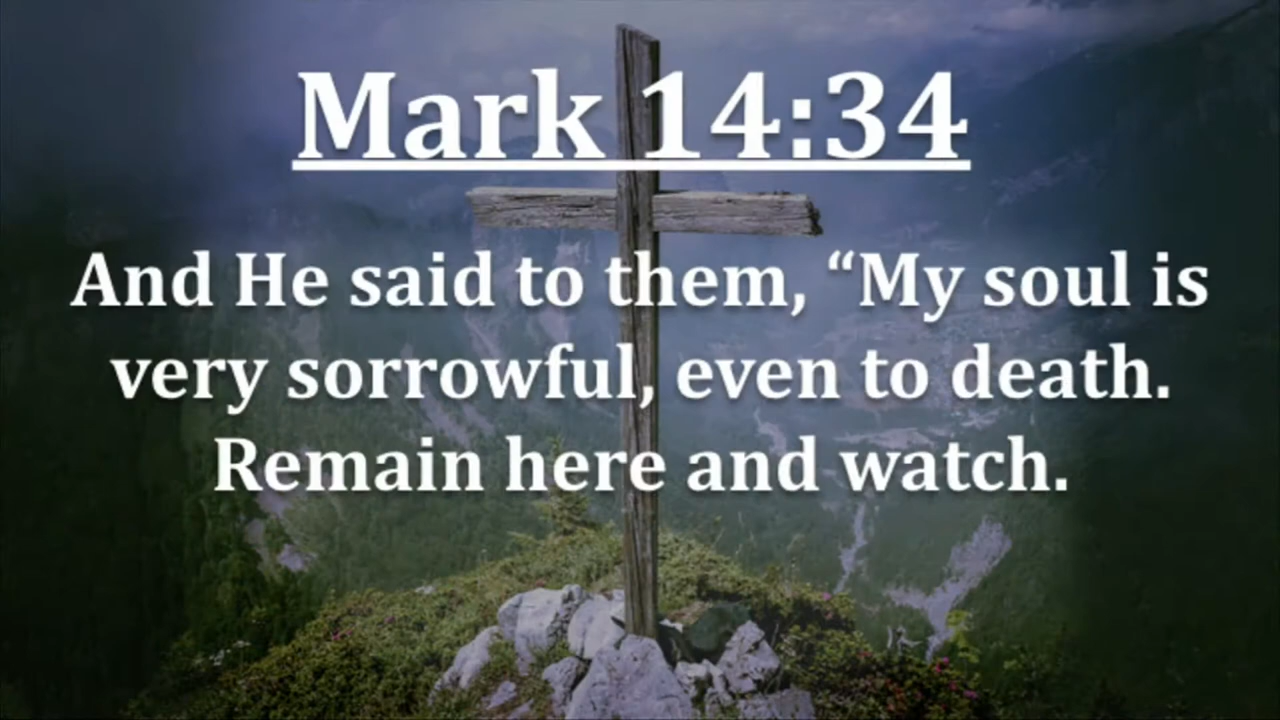 Mark 14:34
And He said to them, “My soul is
very sorrowful, even to death.
Remain here and watch.